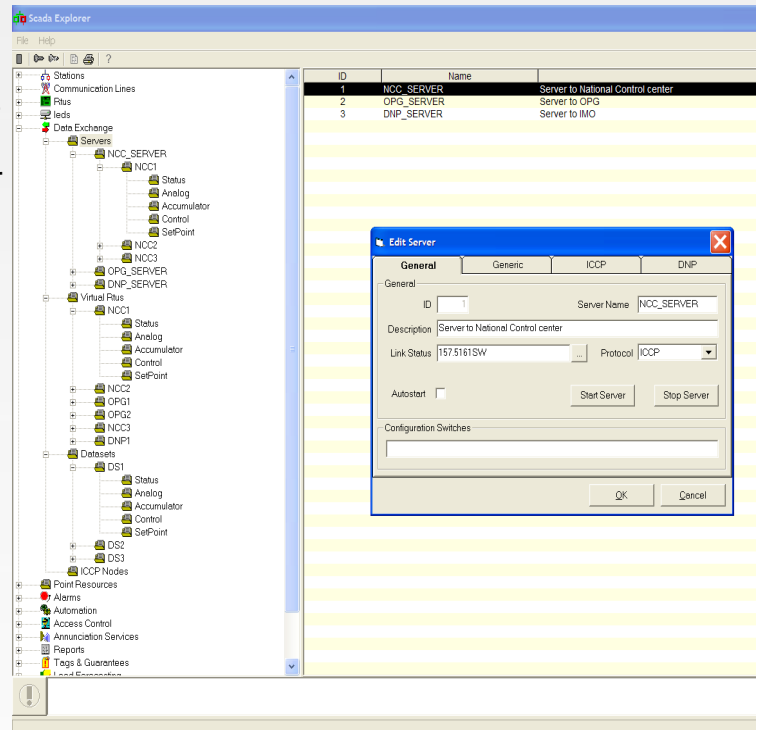 Scada Explorer
File Help
?
Stations
Communication Lines
Rtus
Ieds
Data Exchange
Servers
NCC_SERVER
NCC1
Status
Analog
Accumulator
Control
SetPoint
NCC2
NCC3
OPG_SERVER
DNP_SERVER
Virtual Rtus
NCC1
Status
Analog
Accumulator
Control
SetPoint
NCC2
OPG1
OPG2
NCC3
DNP1
Datasets
DS1
Status
Analog
Accumulator
Control
SetPoint
DS2
DS3
ICCP Nodes
Point Resources
Alarms
Automation
Access Control
Annunciation Services
Reports
Tags & Guarantees
Load Forecasting
ID Name
1 NCC_SERVER Server to National Control center
2 OPG_SERVER Server to OPG
3 DNP_SERVER Server to IMO
Edit Server
General Generic ICCP DNP
General
ID 1 Server Name NCC_SERVER
Description Server to National Control center
Link Status 157.5161SW ... Protocol ICCP
Autostart Start Server Stop Server
Configuration Switches
OK Cancel